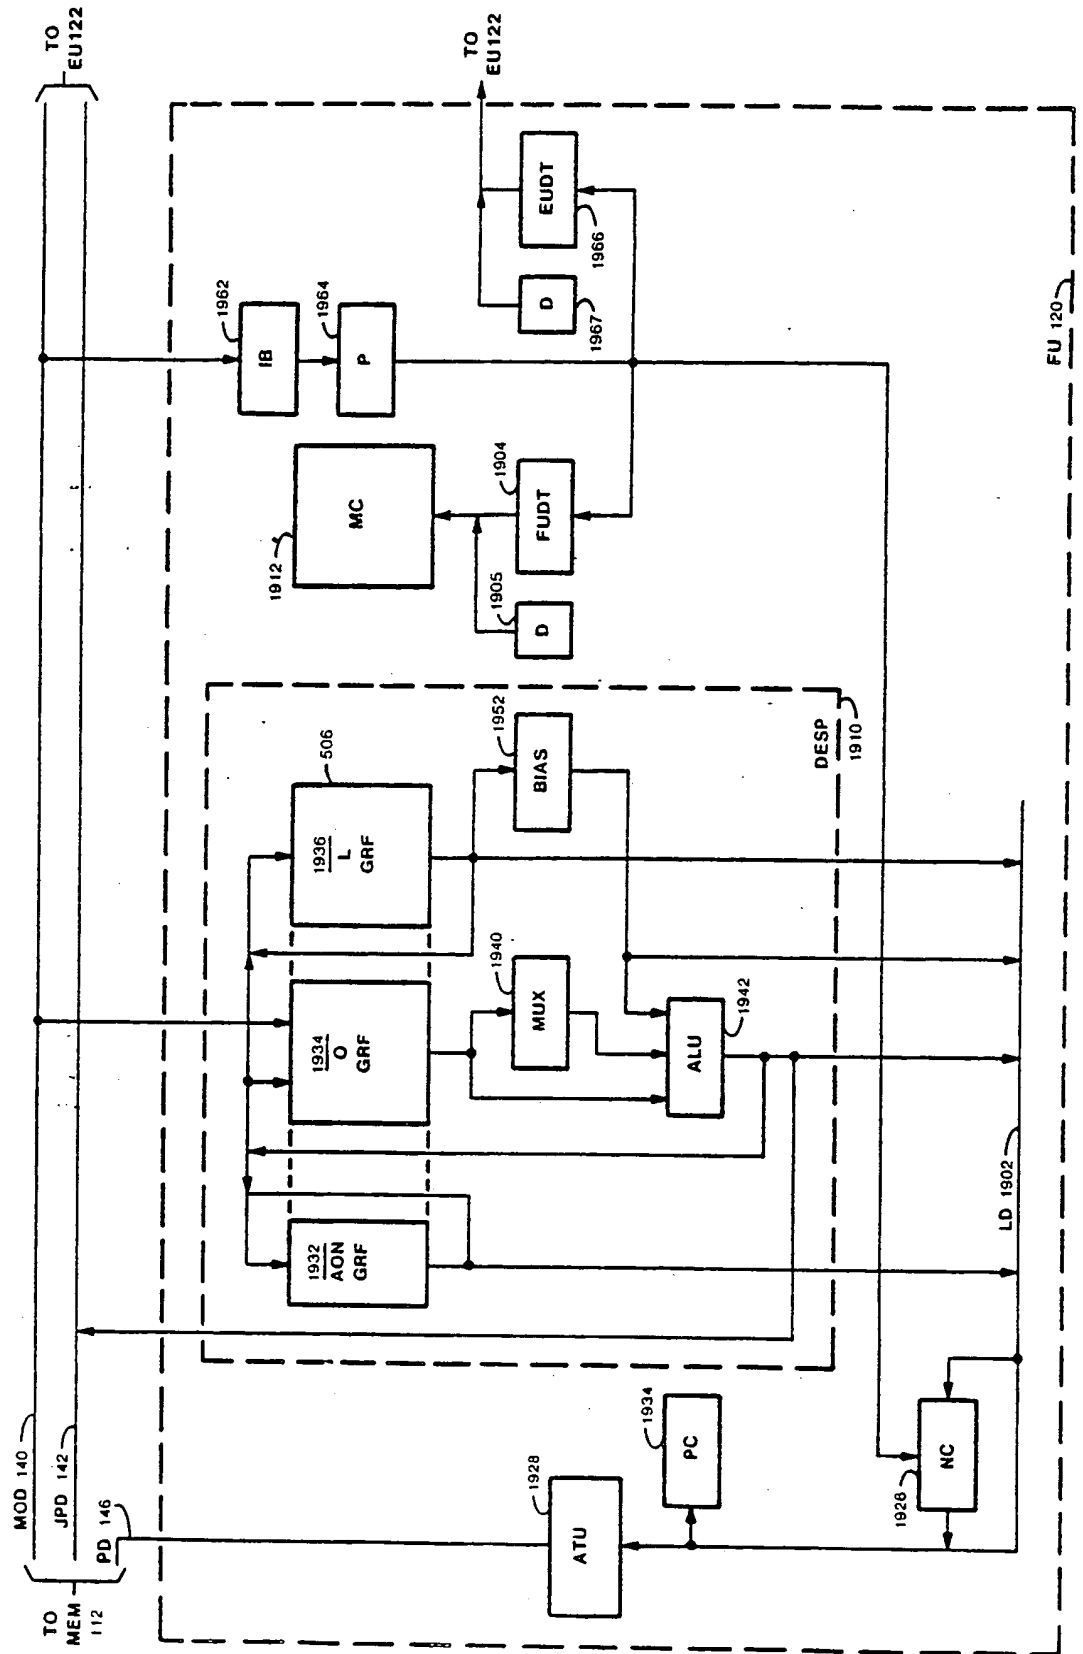 TO
EU122
MOD 140
JPD 142
PD 146
TO
MEM
112
TO
EU122
1962
IB
1964
P
1912
MC
1904
FUDT
1905
D
EUDT
1966
D
1967
506
1936
L
GRF
1934
O
GRF
1932
AON
GRF
1952
BIAS
1940
MUX
ALU
1942
DESP
1910
1928
ATU
1934
PC
NC
LD 1902
FU 120